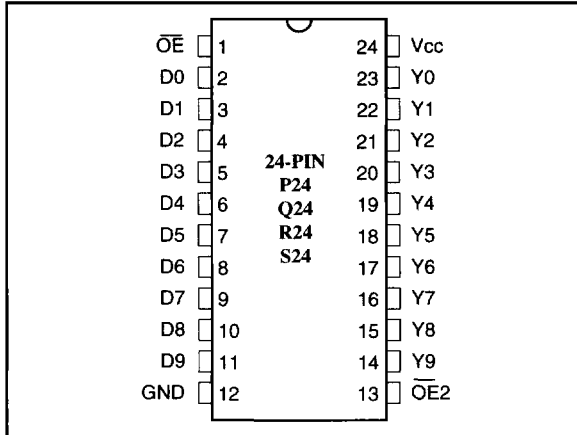 O̅E̅ 1 24 Vcc
D0 2 23 Y0
D1 3 22 Y1
D2 4 21 Y2
D3 5 20 Y3
D4 6 19 Y4
D5 7 18 Y5
D6 8 17 Y6
D7 9 16 Y7
D8 10 15 Y8
D9 11 14 Y9
GND 12 13 O̅E̅2
24-PIN
P24
Q24
R24
S24